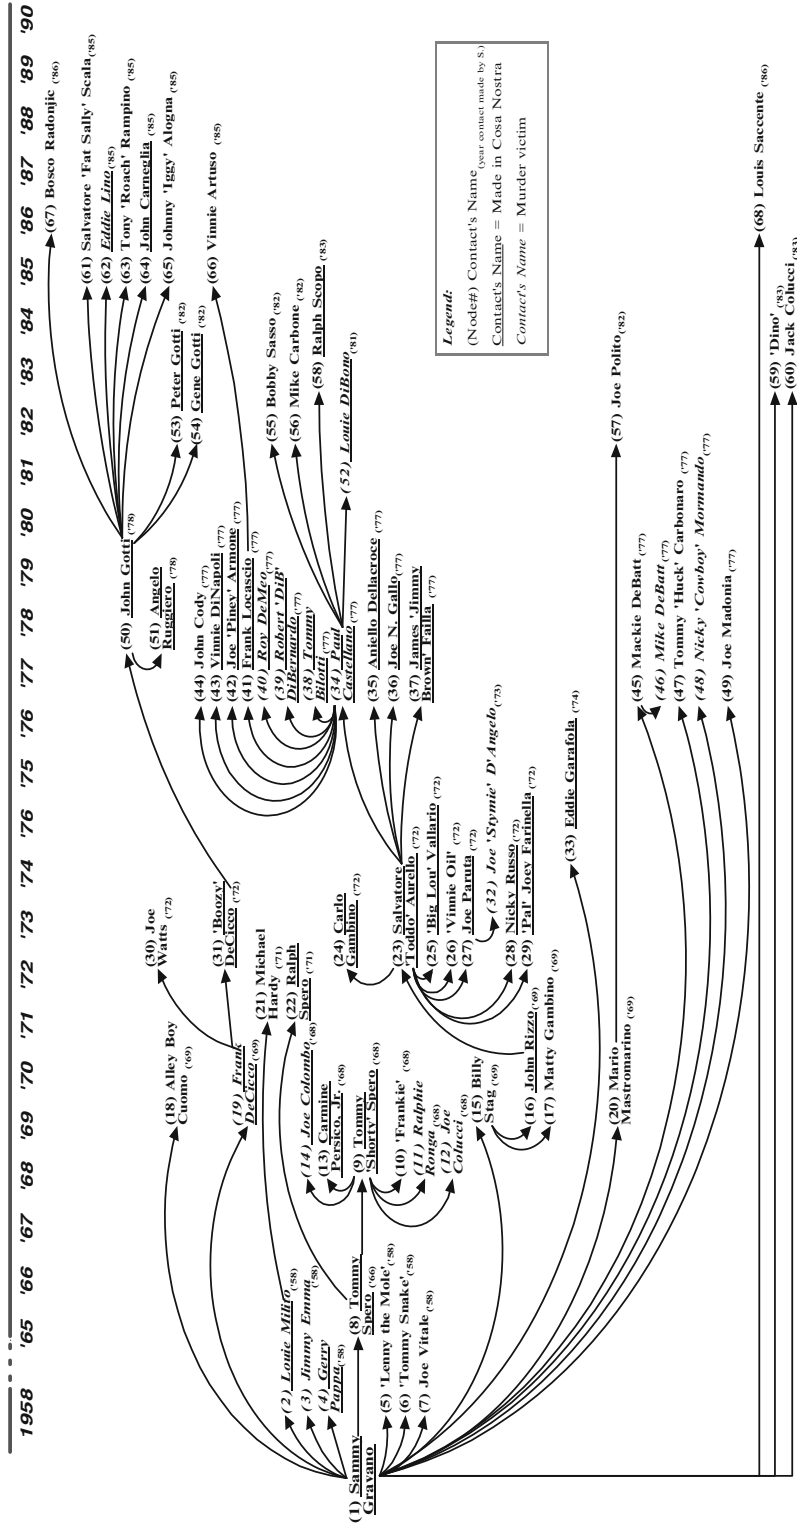 1958 '65 '66 '67 '68 '69 '70 '71 '72 '73 '74 '76 '75 '76 '77 '78 '79 '80 '81 '82 '83 '84 '85 '86 '87 '88 '89 '90
(1) Sammy
Gravano
(2) Louie Milito('58)
(3) Jimmy Emma('58)
(4) Gerry
Pappa('58)
(5) 'Lenny the Mole'('58)
(6) 'Tommy Snake'('58)
(7) Joe Vitale('58)
(8) Tommy
Spero ('66)
(9) Tommy
'Shorty' Spero ('68)
(10) 'Frankie' ('68)
(11) Ralphie
Ronga ('68)
(12) Joe
Colucci ('68)
(13) Carmine
Persico, Jr. ('68)
(14) Joe Colombo('68)
(15) Billy
Stag ('69)
(16) John Rizzo('69)
(17) Matty Gambino ('69)
(18) Alley Boy
Cuomo ('69)
(19) Frank
DeCicco ('69)
(20) Mario
Mastromarino ('69)
(21) Michael
Hardy ('71)
(22) Ralph
Spero ('71)
(23) Salvatore
'Toddo' Aurello ('72)
(24) Carlo
Gambino ('72)
(25) 'Big Lou' Vallario ('72)
(26) 'Vinnie Oil' ('72)
(27) Joe Paruta ('72)
(28) Nicky Russo('72)
(29) 'Pal' Joey Farinella ('72)
(30) Joe
Watts ('72)
(31) 'Boozy'
DeCicco ('72)
(32) Joe 'Stymie' D'Angelo('73)
(33) Eddie Garafola ('74)
(34) Paul
Castellano ('77)
(35) Aniello Dellacroce ('77)
(36) Joe N. Gallo('77)
(37) James 'Jimmy
Brown' Failla ('77)
(38) Tommy
Bilotti ('77)
(39) Robert 'DiB'
DiBernardo ('77)
(40) Roy DeMeo('77)
(41) Frank Locascio ('77)
(42) Joe 'Piney' Armone ('77)
(43) Vinnie DiNapoli ('77)
(44) John Cody ('77)
(45) Mackie DeBatt('77)
(46) Mike DeBatt('77)
(47) Tommy 'Huck' Carbonaro ('77)
(48) Nicky 'Cowboy' Mormando('77)
(49) Joe Madonia ('77)
(50) John Gotti ('78)
(51) Angelo
Ruggiero ('78)
(52) Louie DiBono('81)
(53) Peter Gotti ('82)
(54) Gene Gotti ('82)
(55) Bobby Sasso ('82)
(56) Mike Carbone ('82)
(57) Joe Polito('82)
(58) Ralph Scopo ('83)
(59) 'Dino' ('83)
(60) Jack Colucci ('83)
(61) Salvatore 'Fat Sally' Scala('85)
(62) Eddie Lino('85)
(63) Tony 'Roach' Rampino ('85)
(64) John Carneglia ('85)
(65) Johnny 'Iggy' Alogna ('85)
(66) Vinnie Artuso ('85)
(67) Bosco Radonjic ('86)
(68) Louis Saccente ('86)
Legend:
(Node#) Contact's Name(year contact made by S.)
Contact's Name = Made in Cosa Nostra
Contact's Name = Murder victim